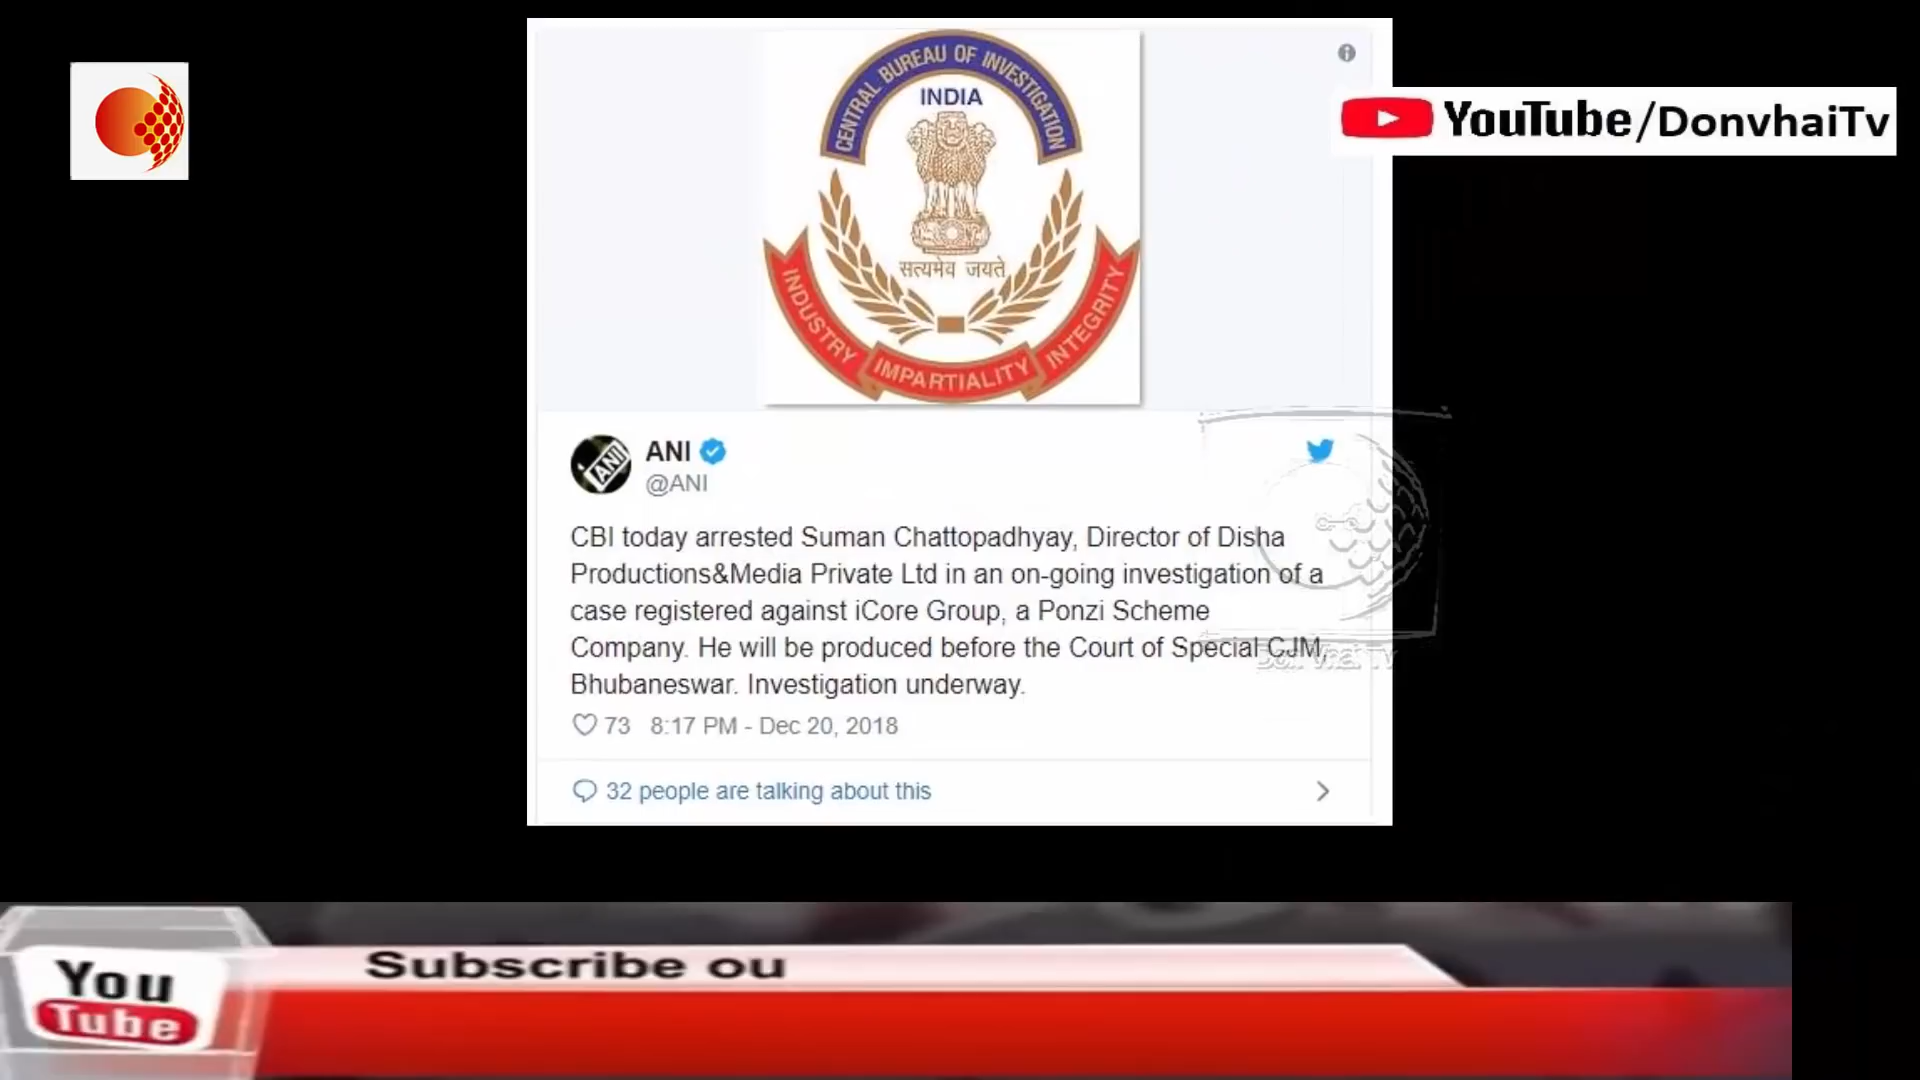 CENTRAL BUREAU OF INVESTIGATION
INDIA
सत्यमेव जयते
INDUSTRY IMPARTIALITY INTEGRITY
YouTube/DonvhaiTv
ANI
ANI
@ANI
CBI today arrested Suman Chattopadhyay, Director of Disha
Productions&Media Private Ltd in an on-going investigation of a
case registered against iCore Group, a Ponzi Scheme
Company. He will be produced before the Court of Special CJM,
Bhubaneswar. Investigation underway.
73 8:17 PM - Dec 20, 2018
32 people are talking about this
Subscribe ou
You
Tube